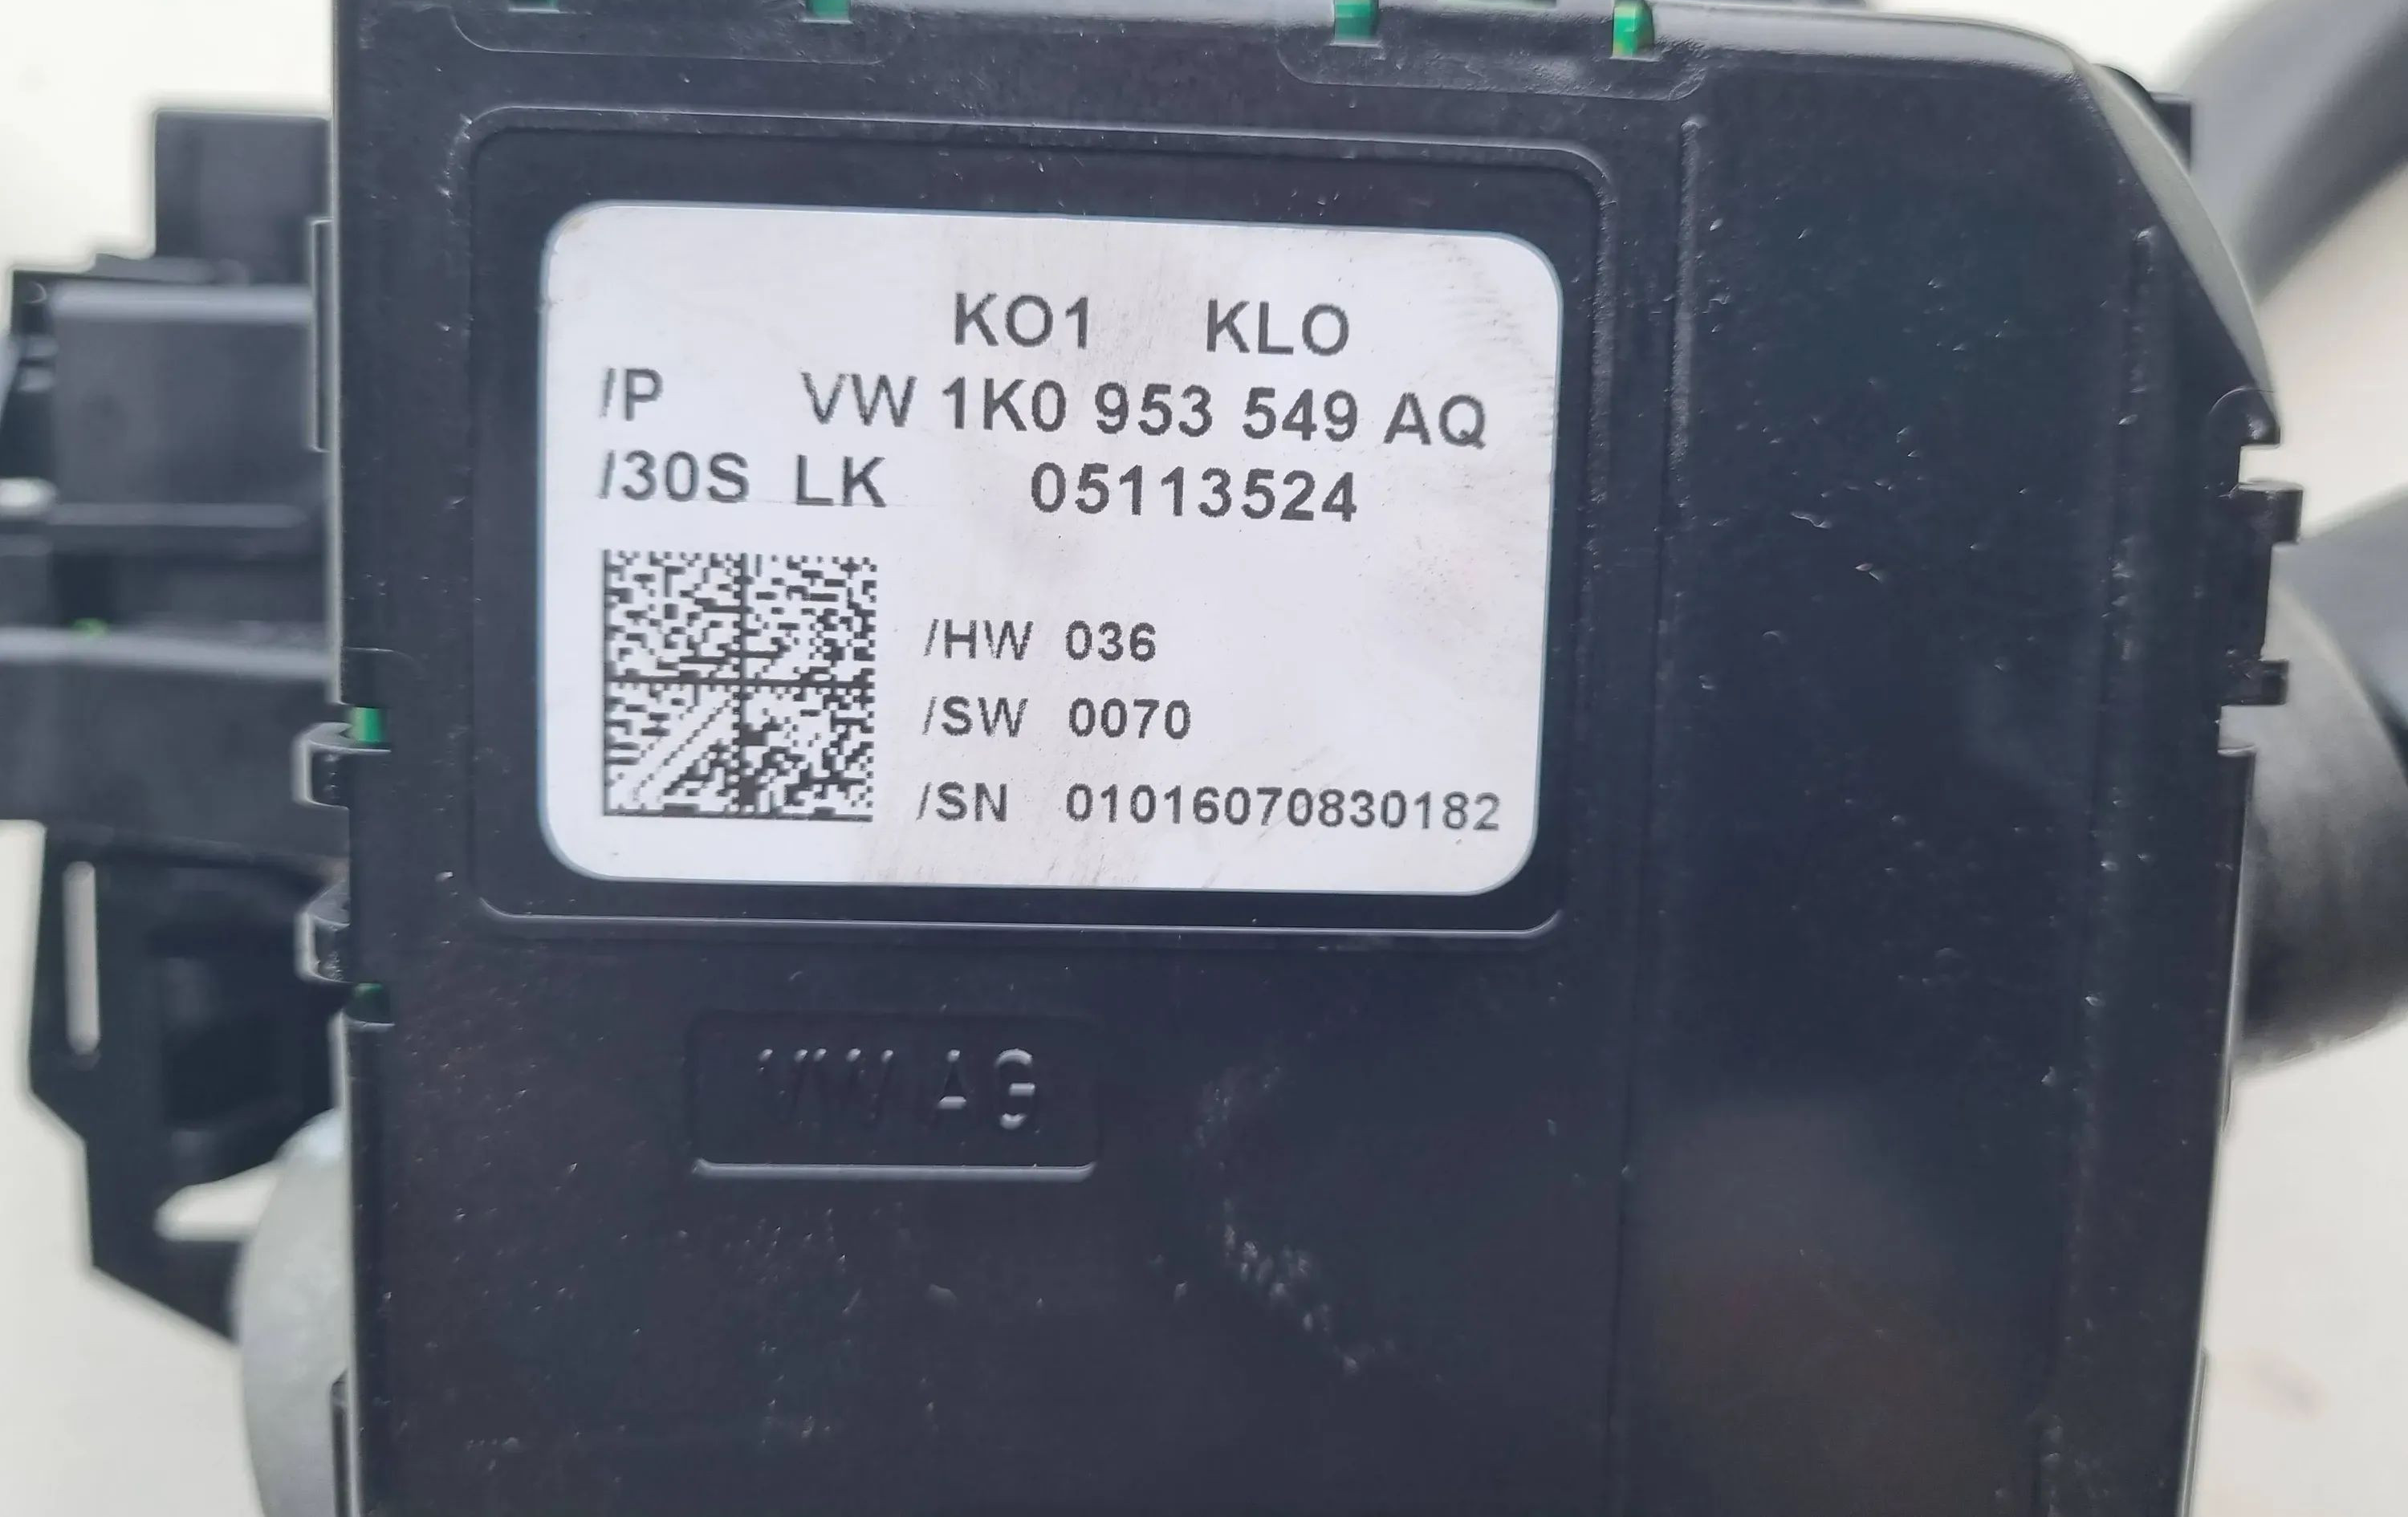 KO1 KLO
/P VW 1K0 953 549 AQ
/30S LK 05113524
/HW 036
/SW 0070
/SN 01016070830182
VW AG